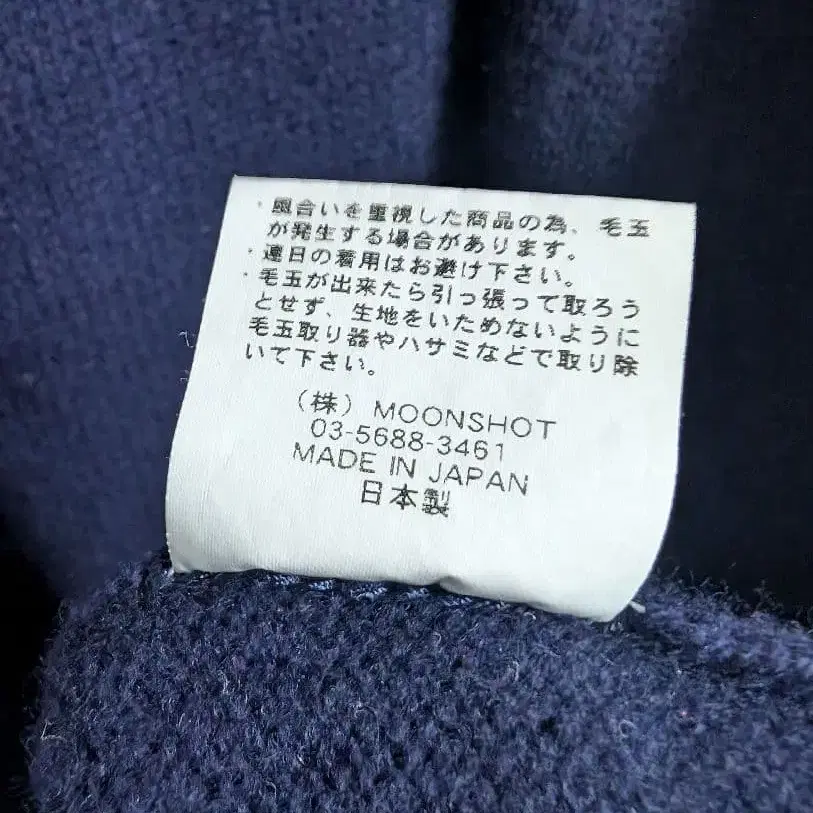 ・風合いを重視した商品の為、毛玉
が発生する場合があります。
・連日の着用はお避け下さい。
・毛玉が出来たら引っ張って取ろう
とせず、生地をいためないように
毛玉取り器やハサミなどで取り除
いて下さい。
（株）MOONSHOT
03-5688-3461
MADE IN JAPAN
日本製